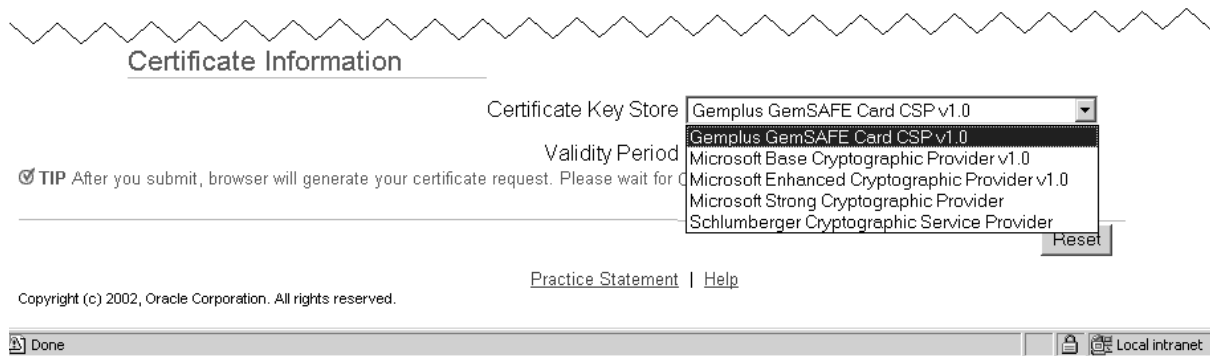 Certificate Information
Certificate Key Store Gemplus GemSAFE Card CSP v1.0
Gemplus GemSAFE Card CSP v1.0
Validity Period
Microsoft Base Cryptographic Provider v1.0
TIP After you submit, browser will generate your certificate request. Please wait for
Microsoft Enhanced Cryptographic Provider v1.0
Microsoft Strong Cryptographic Provider
Schlumberger Cryptographic Service Provider
Reset
Practice Statement | Help
Copyright (c) 2002, Oracle Corporation. All rights reserved.
Done
Local intranet